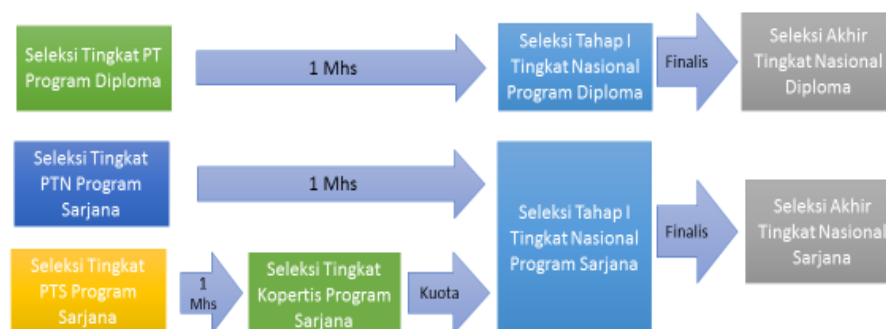 Seleksi Tingkat PT
Program Diploma
1 Mhs
Seleksi Tahap I
Tingkat Nasional
Program Diploma
Finalis
Seleksi Akhir
Tingkat Nasional
Diploma
Seleksi Tingkat
PTN Program
Sarjana
1 Mhs
Seleksi Tahap I
Tingkat Nasional
Program Sarjana
Finalis
Seleksi Akhir
Tingkat Nasional
Sarjana
Seleksi Tingkat
PTS Program
Sarjana
1
Mhs
Seleksi Tingkat
Kopertis Program
Sarjana
Kuota